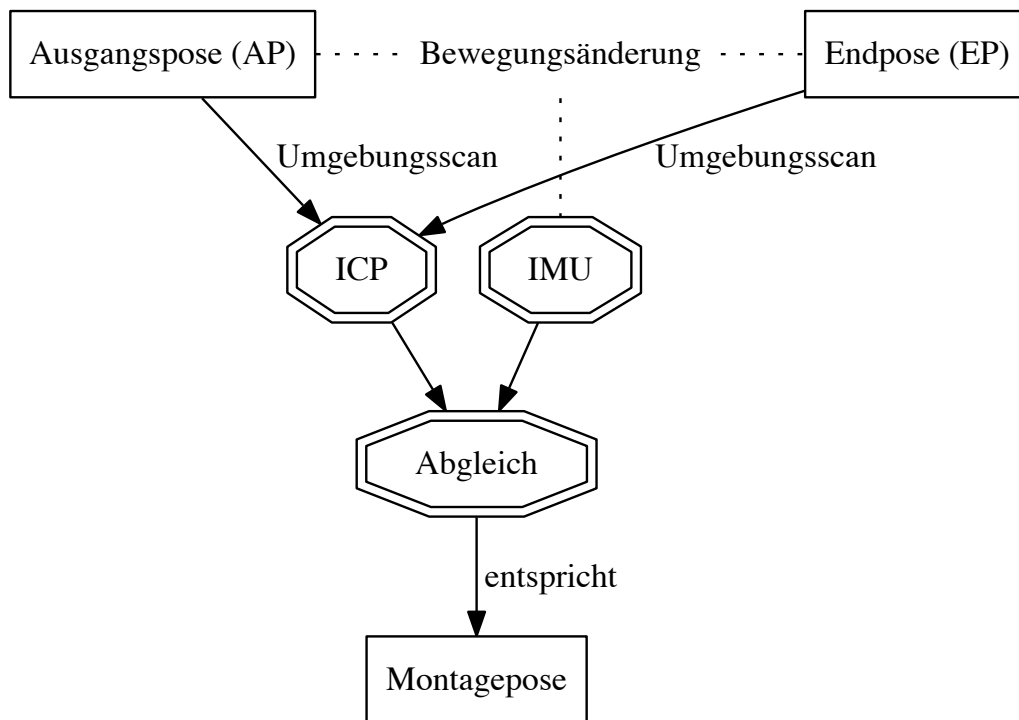 Ausgangspose (AP)
Bewegungsänderung
Endpose (EP)
Umgebungsscan
Umgebungsscan
ICP
IMU
Abgleich
entspricht
Montagepose